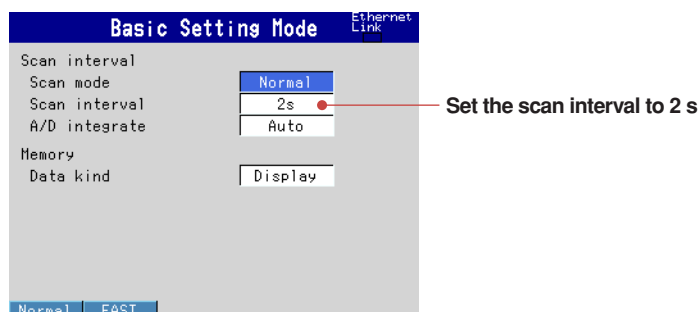 Basic Setting Mode
Ethernet
Link
Scan interval
Scan mode Normal
Scan interval 2s
Set the scan interval to 2 s
A/D integrate Auto
Memory
Data kind Display
Normal FAST